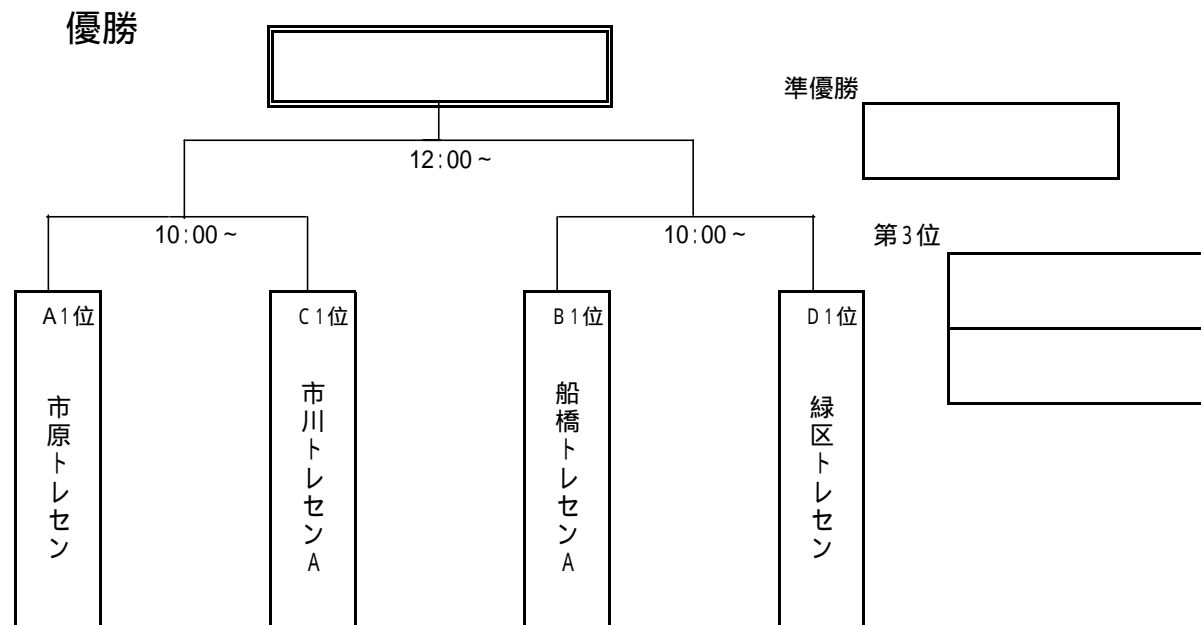 優勝
準優勝
12:00～
10:00～
10:00～
第3位
A1位
C1位
B1位
D1位
市原トレセン
市川トレセンA
船橋トレセンA
緑区トレセン